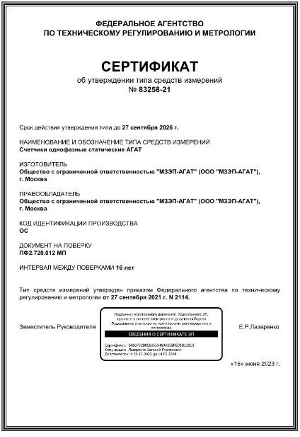 ФЕДЕРАЛЬНОЕ АГЕНТСТВО
ПО ТЕХНИЧЕСКОМУ РЕГУЛИРОВАНИЮ И МЕТРОЛОГИИ
СЕРТИФИКАТ
об утверждении типа средств измерений
№ 83258-21
Срок действия утверждения типа до 27 сентября 2026 г.
НАИМЕНОВАНИЕ И ОБОЗНАЧЕНИЕ ТИПА СРЕДСТВ ИЗМЕРЕНИЙ
Счетчики однофазные статические АГАТ
ИЗГОТОВИТЕЛЬ
Общество с ограниченной ответственностью "МЗЭП-АГАТ" (ООО "МЗЭП-АГАТ"),
г. Москва
ПРАВООБЛАДАТЕЛЬ
Общество с ограниченной ответственностью "МЗЭП-АГАТ" (ООО "МЗЭП-АГАТ"),
г. Москва
КОД ИДЕНТИФИКАЦИИ ПРОИЗВОДСТВА
ОС
ДОКУМЕНТ НА ПОВЕРКУ
ПФ2.720.012 МП
ИНТЕРВАЛ МЕЖДУ ПОВЕРКАМИ 16 лет
Тип средств измерений утвержден приказом Федерального агентства по техническому
регулированию и метрологии от 27 сентября 2021 г. N 2114.
Заместитель Руководителя
СВЕДЕНИЯ О СЕРТИФИКАТЕ ЭП
Е.Р.Лазаренко
«15» июня 2023 г.